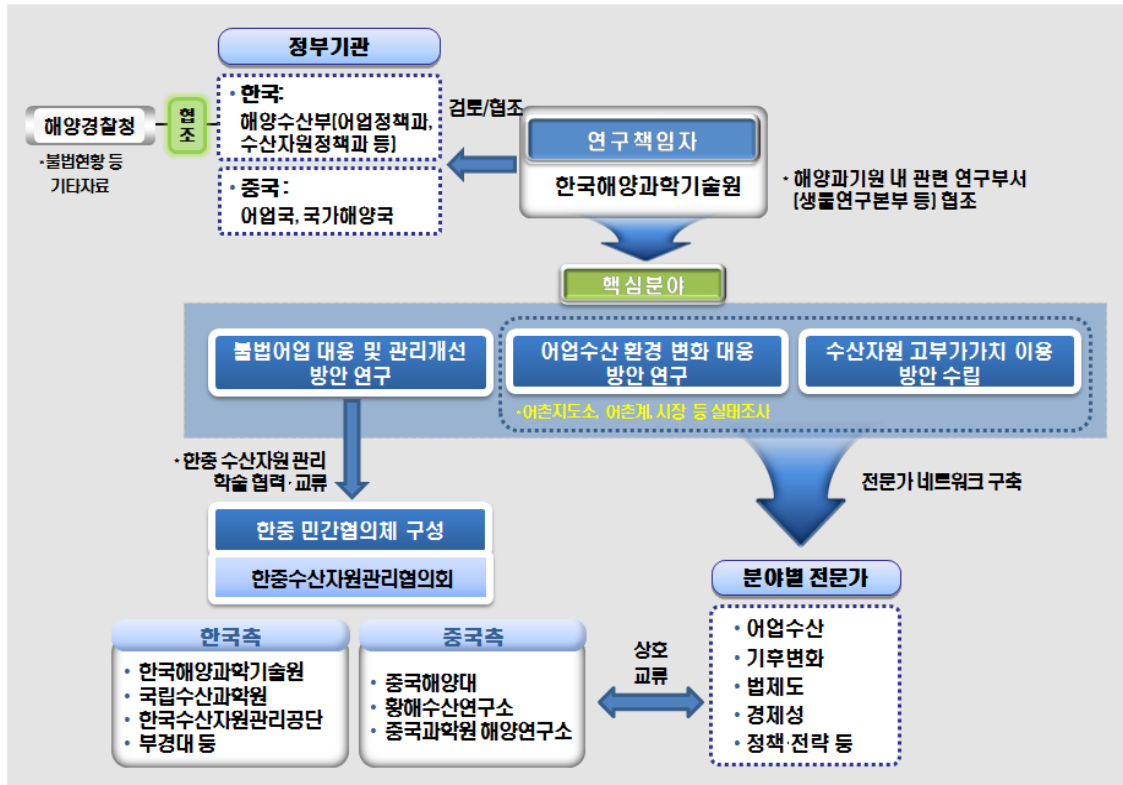 정부기관
• 한국:
해양수산부(어업정책과,
수산자원정책과 등)
• 중국 :
어업국, 국가해양국
협
조
해양경찰청
*불법현황 등
기타자료
검토/협조
연구책임자
한국해양과학기술원
* 해양과기원 내 관련 연구부서
(생물연구본부 등) 협조
핵심분야
불법어업 대응 및 관리개선
방안 연구
어업수산 환경 변화 대응
방안 연구
수산자원 고부가가치 이용
방안 수립
*어촌지도소, 어촌계, 시장 등 실태조사
*한중 수산자원 관리
학술 협력·교류
전문가 네트워크 구축
한중 민간협의체 구성
한중수산자원관리협의회
한국측
• 한국해양과학기술원
• 국립수산과학원
• 한국수산자원관리공단
• 부경대 등
중국측
• 중국해양대
• 황해수산연구소
• 중국과학원 해양연구소
상호
교류
분야별 전문가
• 어업수산
• 기후변화
• 법제도
• 경제성
• 정책·전략 등